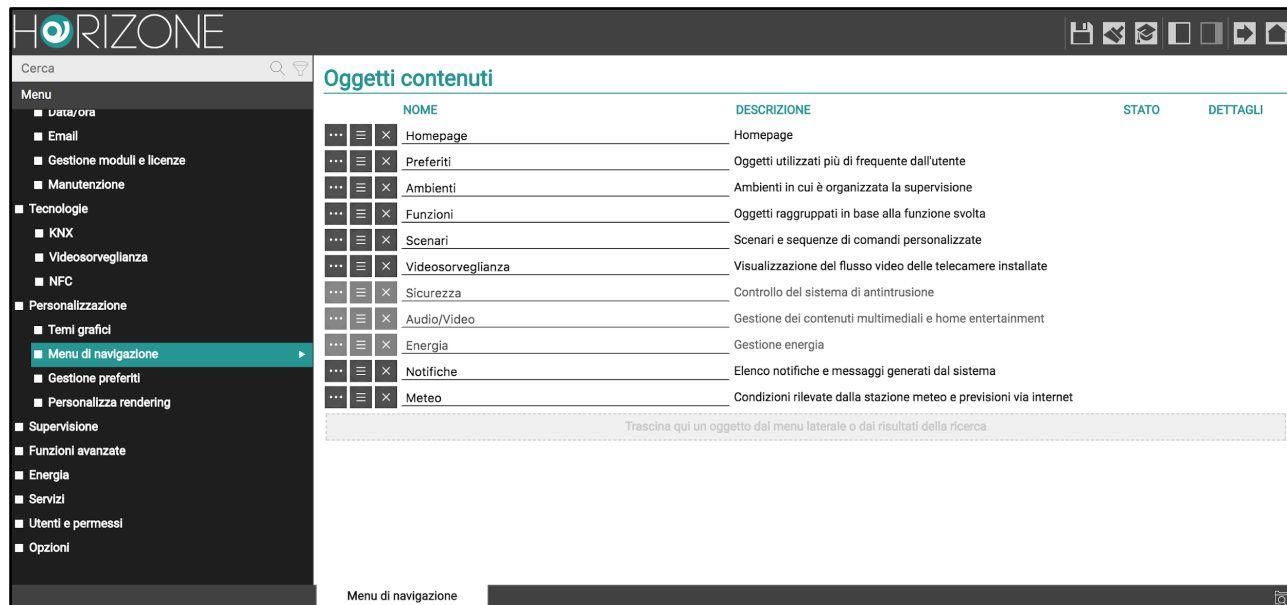 HORIZONE
Cerca
Menu
Data/ora
Email
Gestione moduli e licenze
Manutenzione
Tecnologie
KNX
Videosorveglianza
NFC
Personalizzazione
Temi grafici
Menu di navigazione
Gestione preferiti
Personalizza rendering
Supervisione
Funzioni avanzate
Energia
Servizi
Utenti e permessi
Opzioni
Oggetti contenuti
NOME DESCRIZIONE STATO DETTAGLI
Homepage Homepage
Preferiti Oggetti utilizzati più di frequente dall'utente
Ambienti Ambienti in cui è organizzata la supervisione
Funzioni Oggetti raggruppati in base alla funzione svolta
Scenari Scenari e sequenze di comandi personalizzate
Videosorveglianza Visualizzazione del flusso video delle telecamere installate
Sicurezza Controllo del sistema di antintrusione
Audio/Video Gestione dei contenuti multimediali e home entertainment
Energia Gestione energia
Notifiche Elenco notifiche e messaggi generati dal sistema
Meteo Condizioni rilevate dalla stazione meteo e previsioni via internet
Trascina qui un oggetto dal menu laterale o dai risultati della ricerca
Menu di navigazione